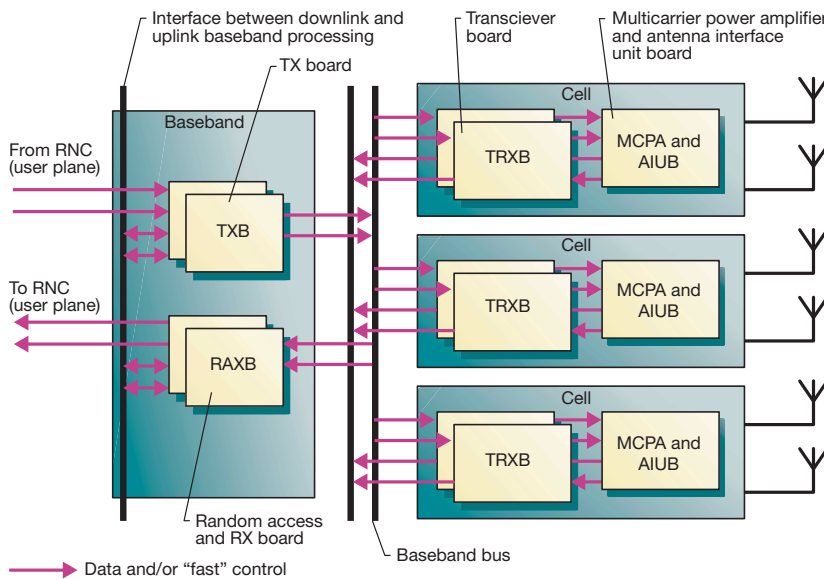 Interface between downlink and
uplink baseband processing
TX board
Transciever
board
Multicarrier power amplifier
and antenna interface
unit board
Baseband
Cell
From RNC
(user plane)
TXB
TRXB
MCPA and
AIUB
To RNC
(user plane)
RAXB
Cell
TRXB
MCPA and
AIUB
Cell
TRXB
MCPA and
AIUB
Random access
and RX board
Baseband bus
Data and/or “fast” control